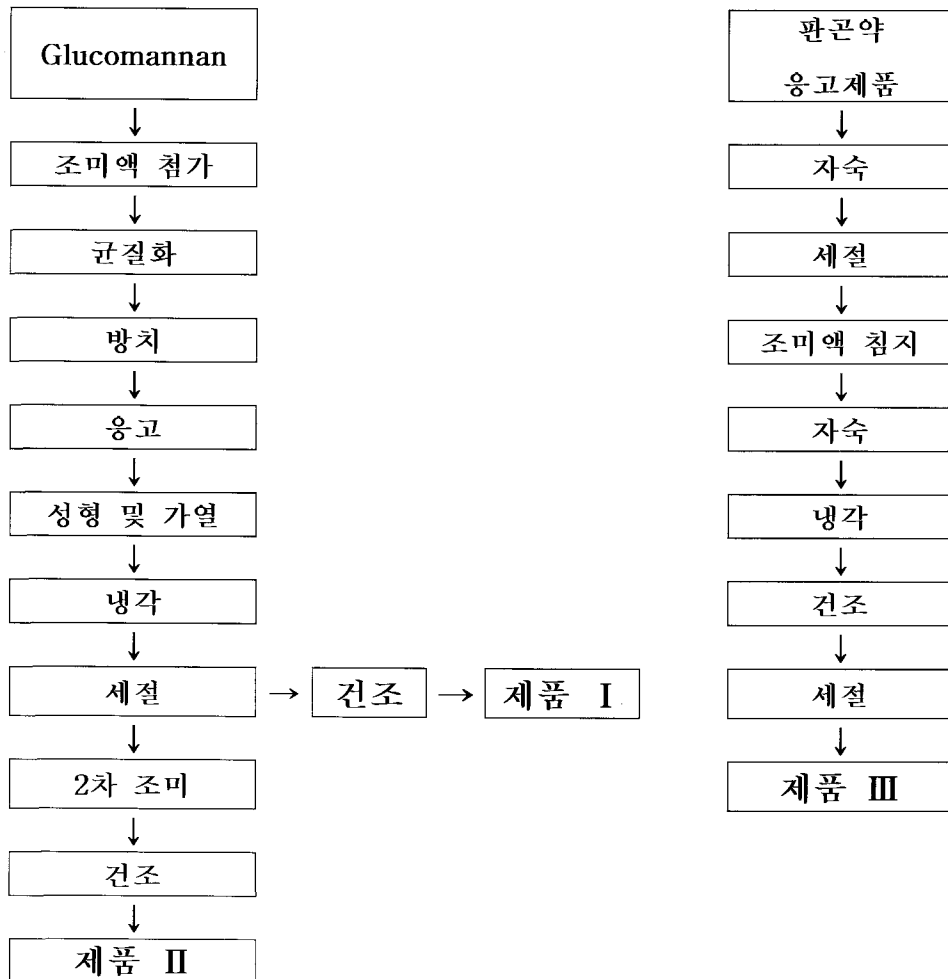 Glucomannan
↓
조미액 첨가
↓
균질화
↓
방치
↓
응고
↓
성형 및 가열
↓
냉각
↓
세절 → 건조 → 제품 Ⅰ
↓
2차 조미
↓
건조
↓
제품 Ⅱ
판곤약
응고제품
↓
자숙
↓
세절
↓
조미액 침지
↓
자숙
↓
냉각
↓
건조
↓
세절
↓
제품 Ⅲ